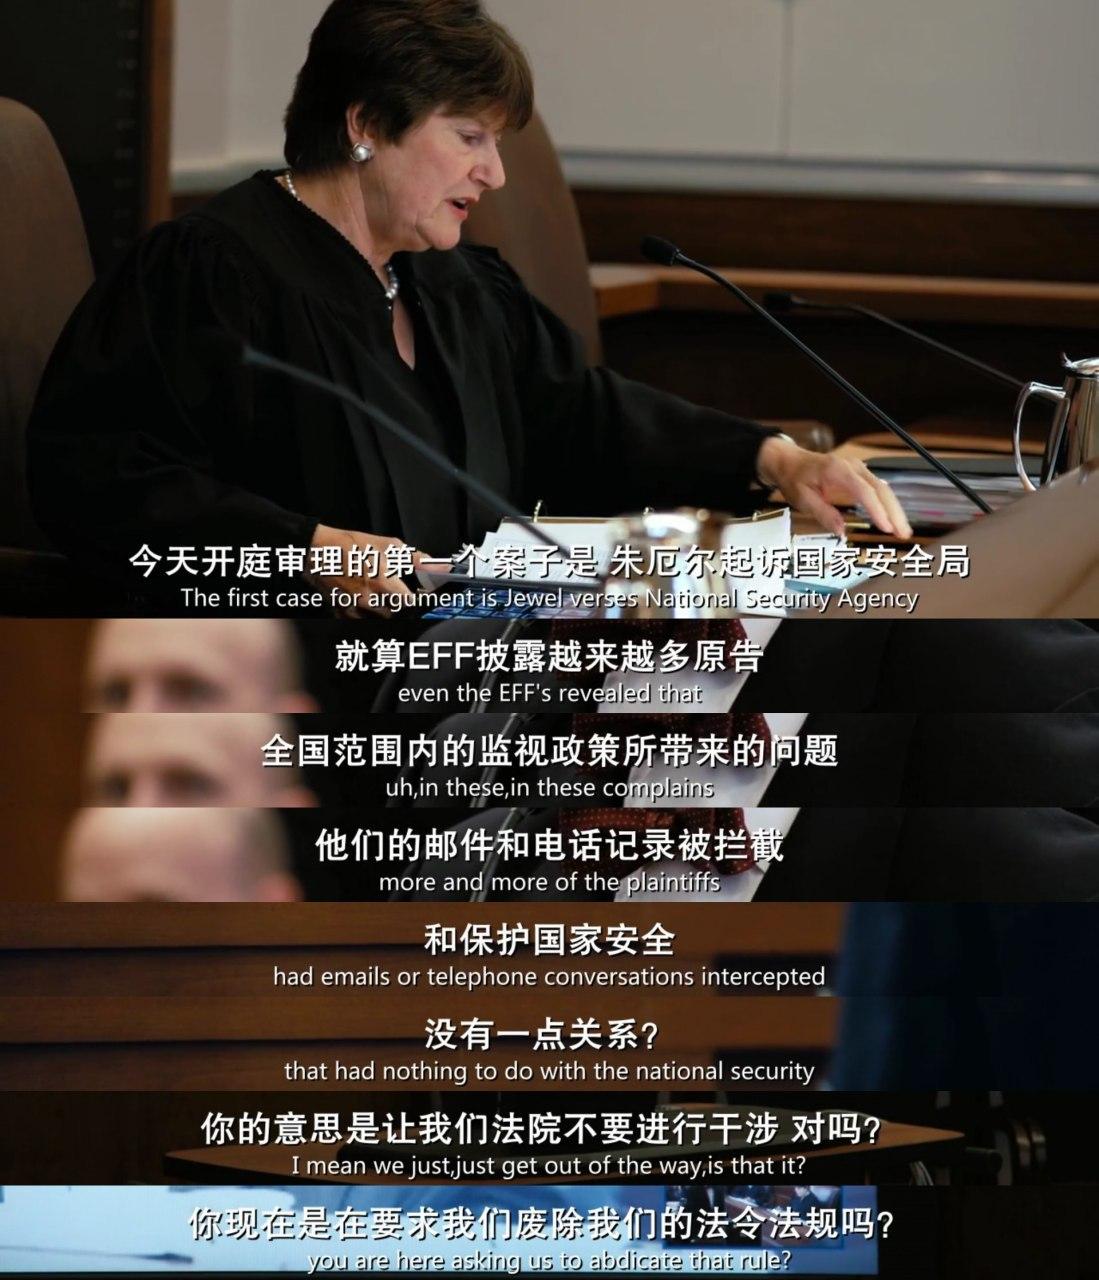 今天开庭审理的第一个案子是 朱厄尔起诉国家安全局
The first case for argument is Jewel verses National Security Agency
就算EFF披露越来越多原告
even the EFF's revealed that
全国范围内的监视政策所带来的问题
uh,in these,in these complains
他们的邮件和电话记录被拦截
more and more of the plaintiffs
和保护国家安全
had emails or telephone conversations intercepted
没有一点关系?
that had nothing to do with the national security
你的意思是让我们法院不要进行干涉 对吗?
I mean we just,just get out of the way,is that it?
你现在是在要求我们废除我们的法令法规吗?
you are here asking us to abdicate that rule?